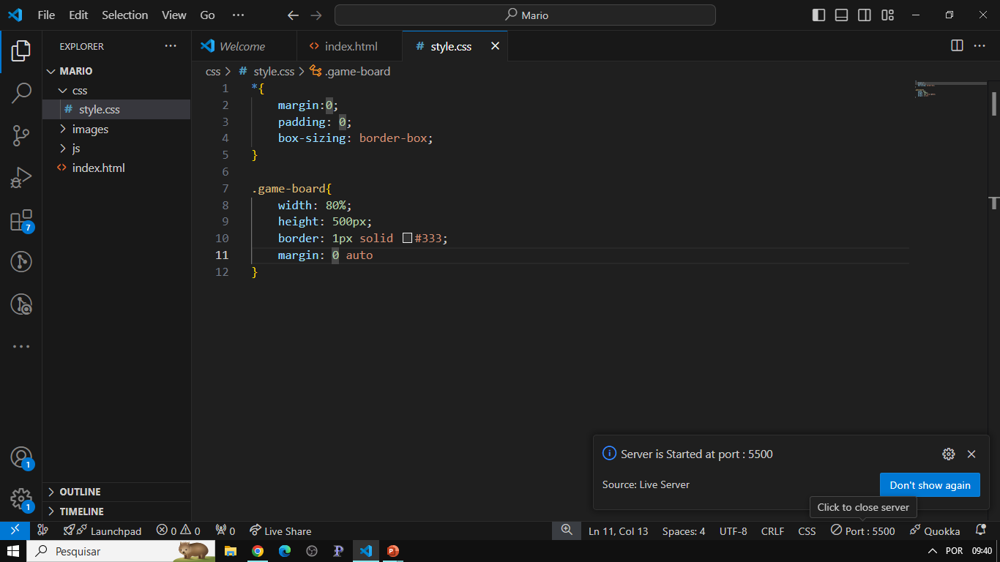 File Edit Selection View Go ··· Mario
EXPLORER ···
Welcome index.html style.css
MARIO
css
style.css
images
js
index.html
css > style.css > .game-board
1 *{
2 margin:0;
3 padding: 0;
4 box-sizing: border-box;
5 }
6
7 .game-board{
8 width: 80%;
9 height: 500px;
10 border: 1px solid #333;
11 margin: 0 auto
12 }
7
1
1
OUTLINE
TIMELINE
Server is Started at port : 5500
Source: Live Server
Don't show again
Click to close server
Launchpad 0 0 0 Live Share Ln 11, Col 13 Spaces: 4 UTF-8 CRLF CSS Port : 5500 Quokka
Pesquisar POR 09:40